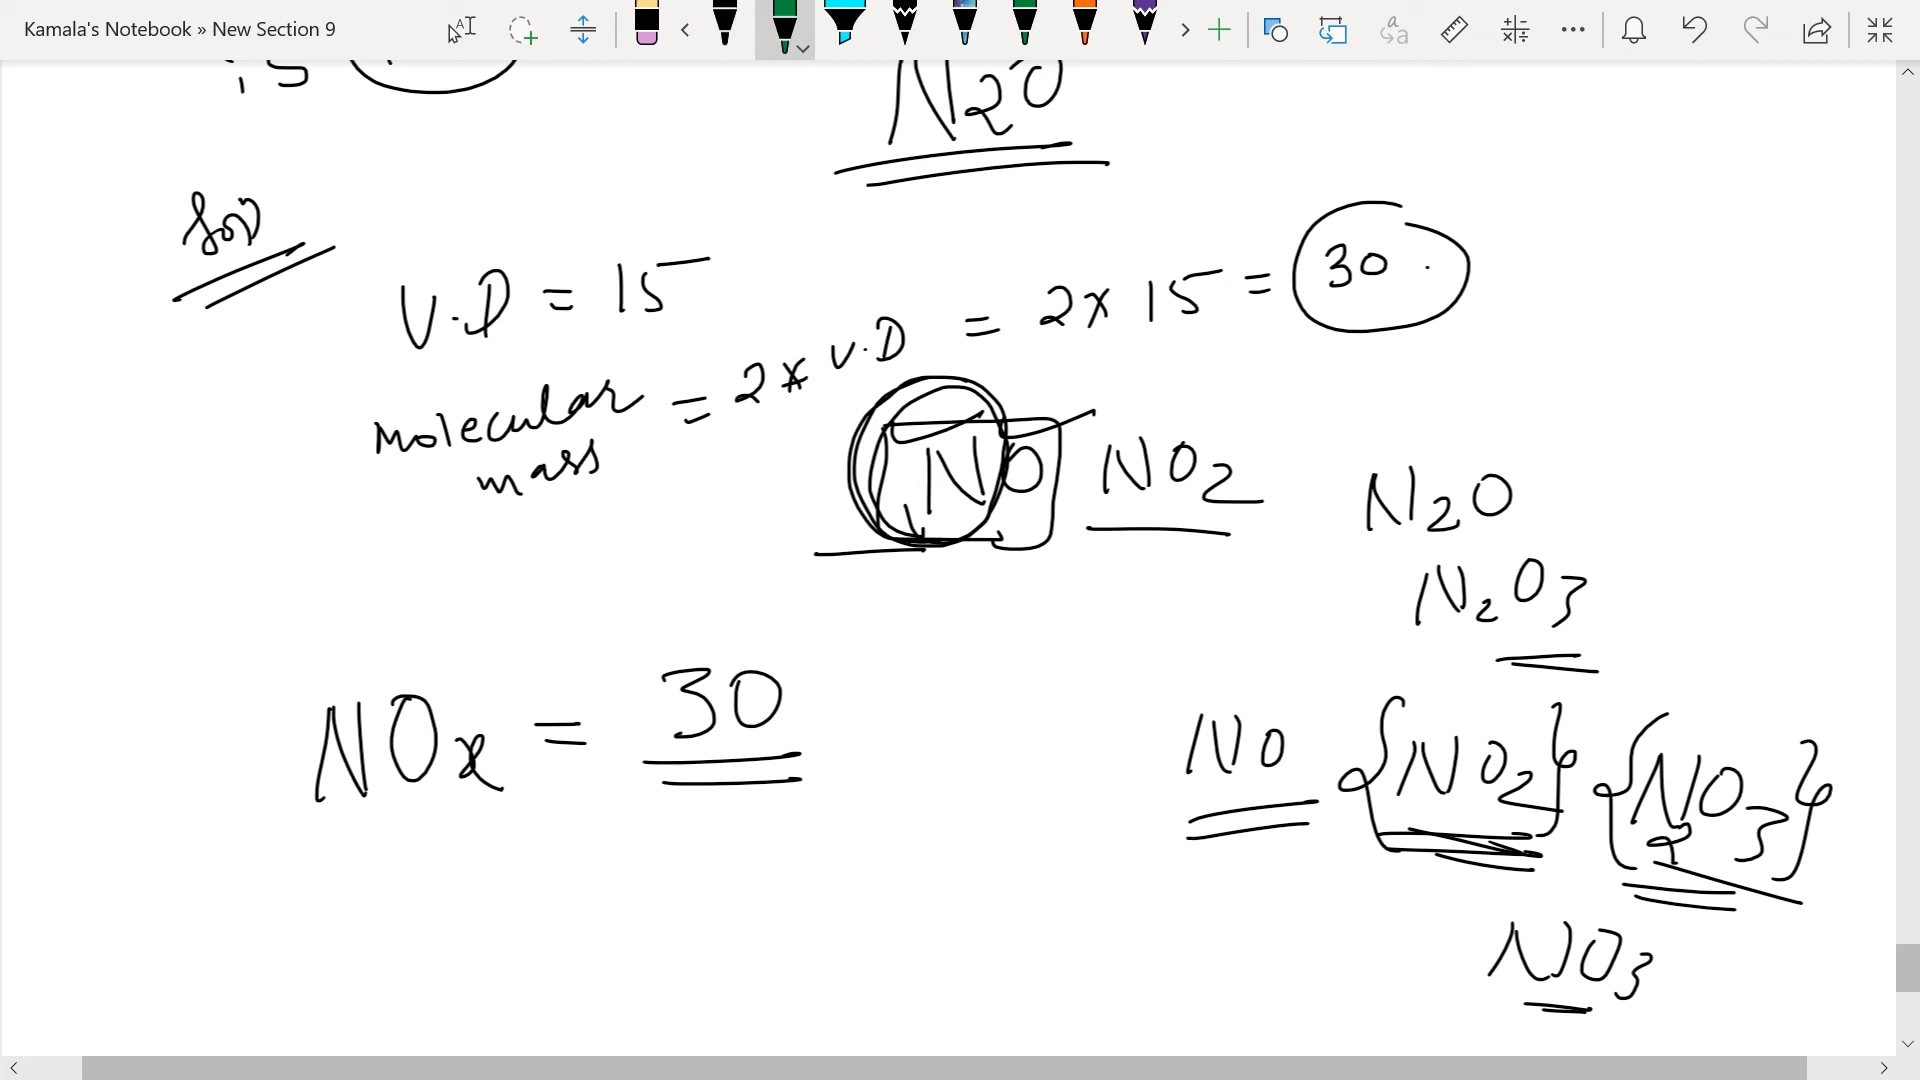 Kamala's Notebook » New Section 9
N2O
Sol)
V.D = 15
molecular mass = 2 x V.D = 2 x 15 = 30
NO NO2 N2O
N2O3
NOx = 30
NO {NO2} {NO3}
NO3